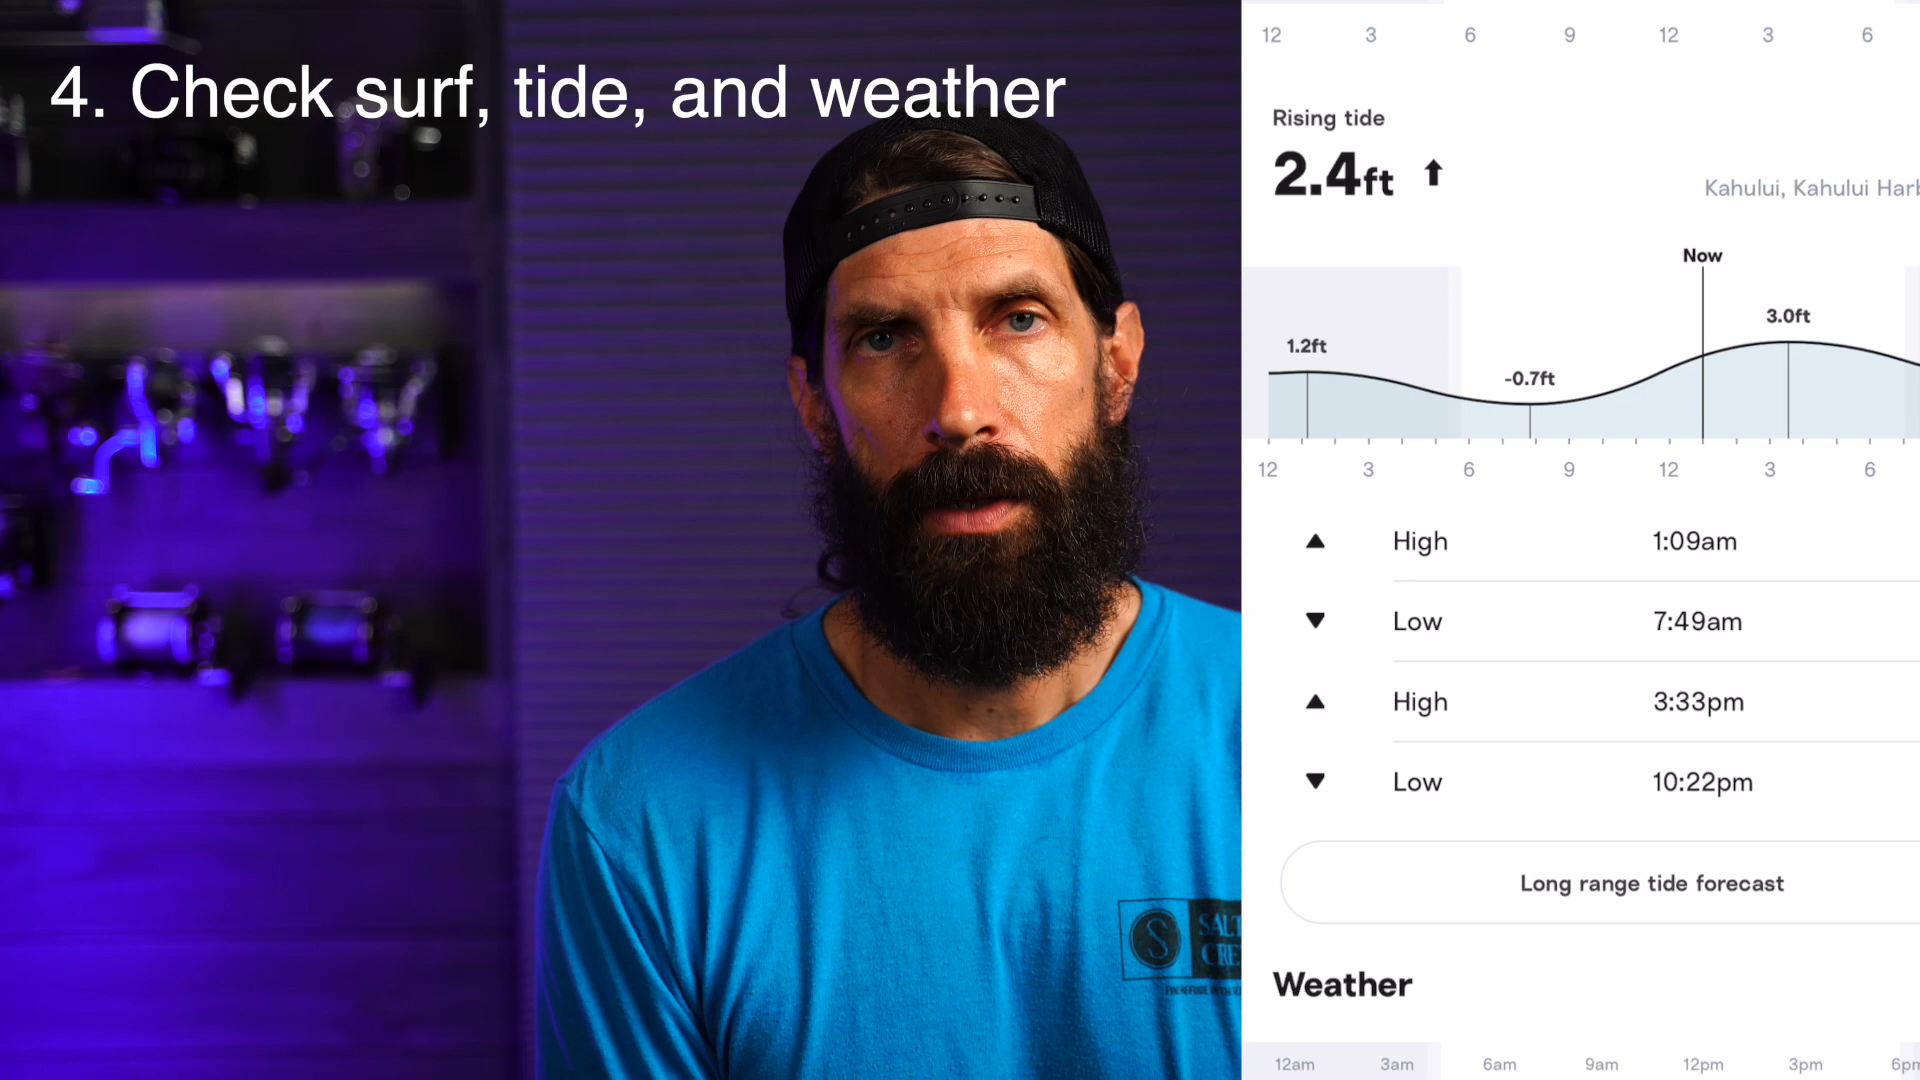 4. Check surf, tide, and weather
12 3 6 9 12 3 6
Rising tide
2.4ft
Kahului, Kahului Harb
Now
3.0ft
1.2ft
-0.7ft
12 3 6 9 12 3 6
High 1:09am
Low 7:49am
High 3:33pm
Low 10:22pm
Long range tide forecast
Weather
12am 3am 6am 9am 12pm 3pm 6pm
S SALT
CRE